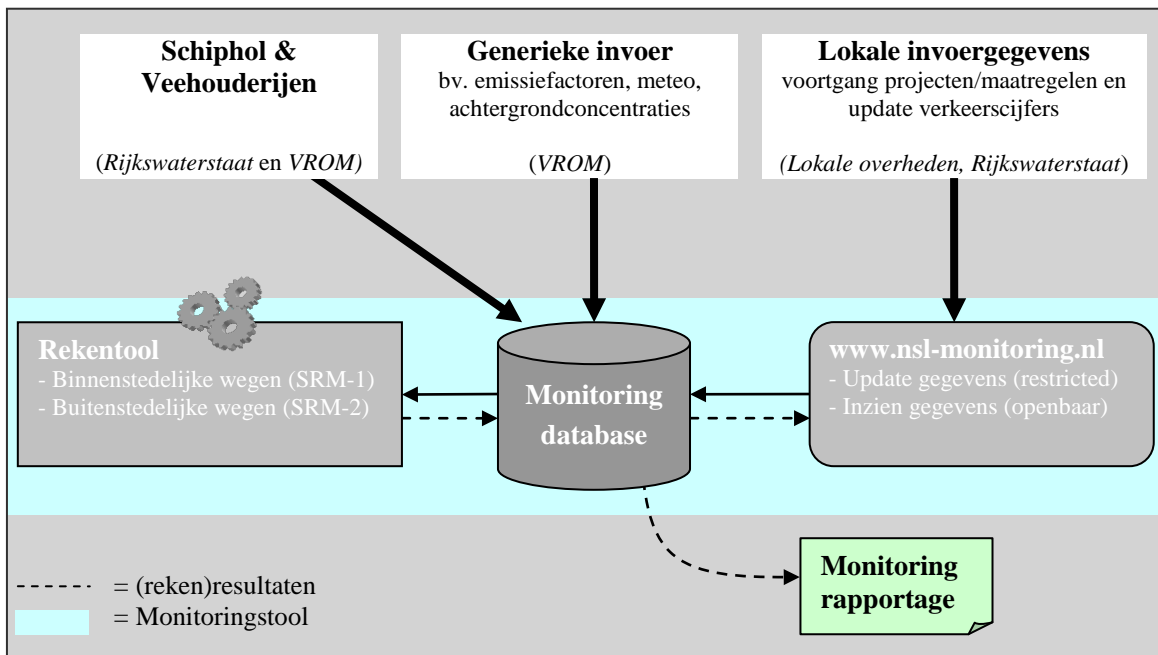 Schiphol &
Veehouderijen
(Rijkswaterstaat en VROM)
Generieke invoer
bv. emissiefactoren, meteo,
achtergrondconcentraties
(VROM)
Lokale invoergegevens
voortgang projecten/maatregelen en
update verkeerscijfers
(Lokale overheden, Rijkswaterstaat)
Rekentool
- Binnenstedelijke wegen (SRM-1)
- Buitenstedelijke wegen (SRM-2)
Monitoring
database
www.nsl-monitoring.nl
- Update gegevens (restricted)
- Inzien gegevens (openbaar)
Monitoring
rapportage
= (reken)resultaten
= Monitoringstool